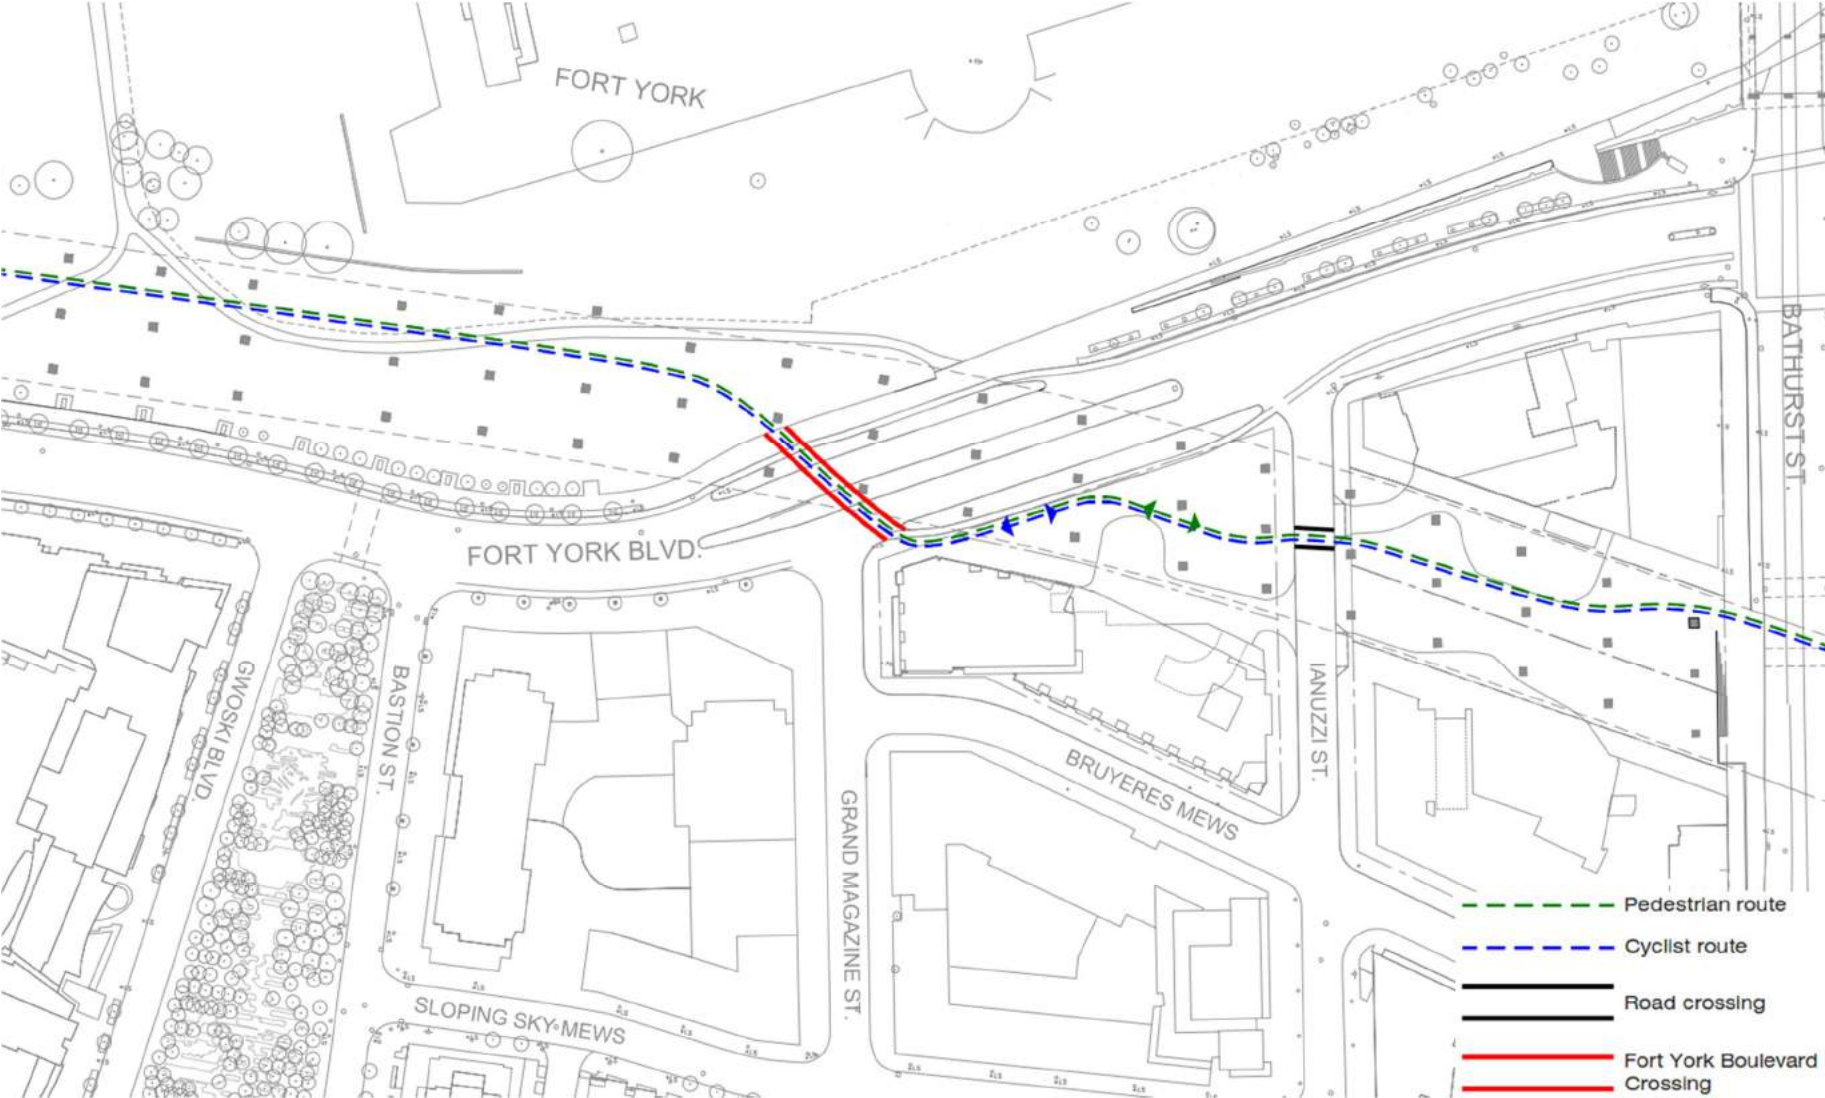 FORT YORK
BATHURST ST.
FORT YORK BLVD.
GWOSKI BLVD.
BASTION ST.
IANUZZI ST.
BRUYERES MEWS
GRAND MAGAZINE ST.
SLOPING SKY MEWS
Pedestrian route
Cyclist route
Road crossing
Fort York Boulevard
Crossing